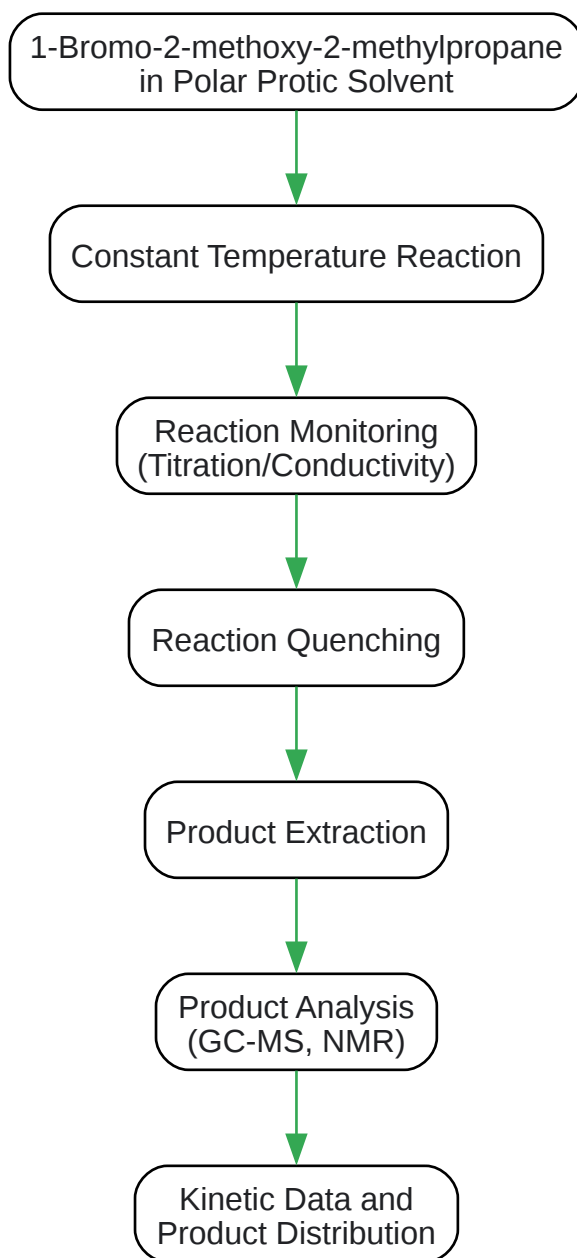 1-Bromo-2-methoxy-2-methylpropane
in Polar Protic Solvent
Constant Temperature Reaction
Reaction Monitoring
(Titration/Conductivity)
Reaction Quenching
Product Extraction
Product Analysis
(GC-MS, NMR)
Kinetic Data and
Product Distribution